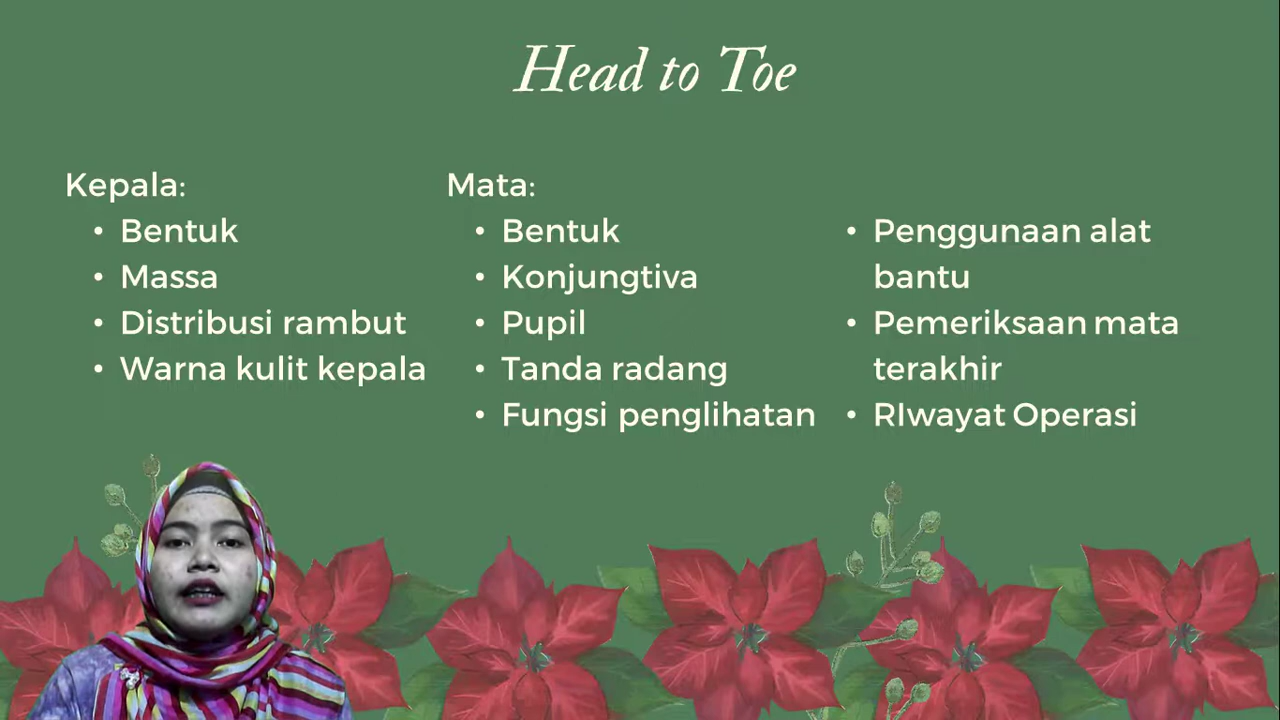 Head to Toe
Kepala:
• Bentuk
• Massa
• Distribusi rambut
• Warna kulit kepala
Mata:
• Bentuk
• Konjungtiva
• Pupil
• Tanda radang
• Fungsi penglihatan
• Penggunaan alat
bantu
• Pemeriksaan mata
terakhir
• RIwayat Operasi